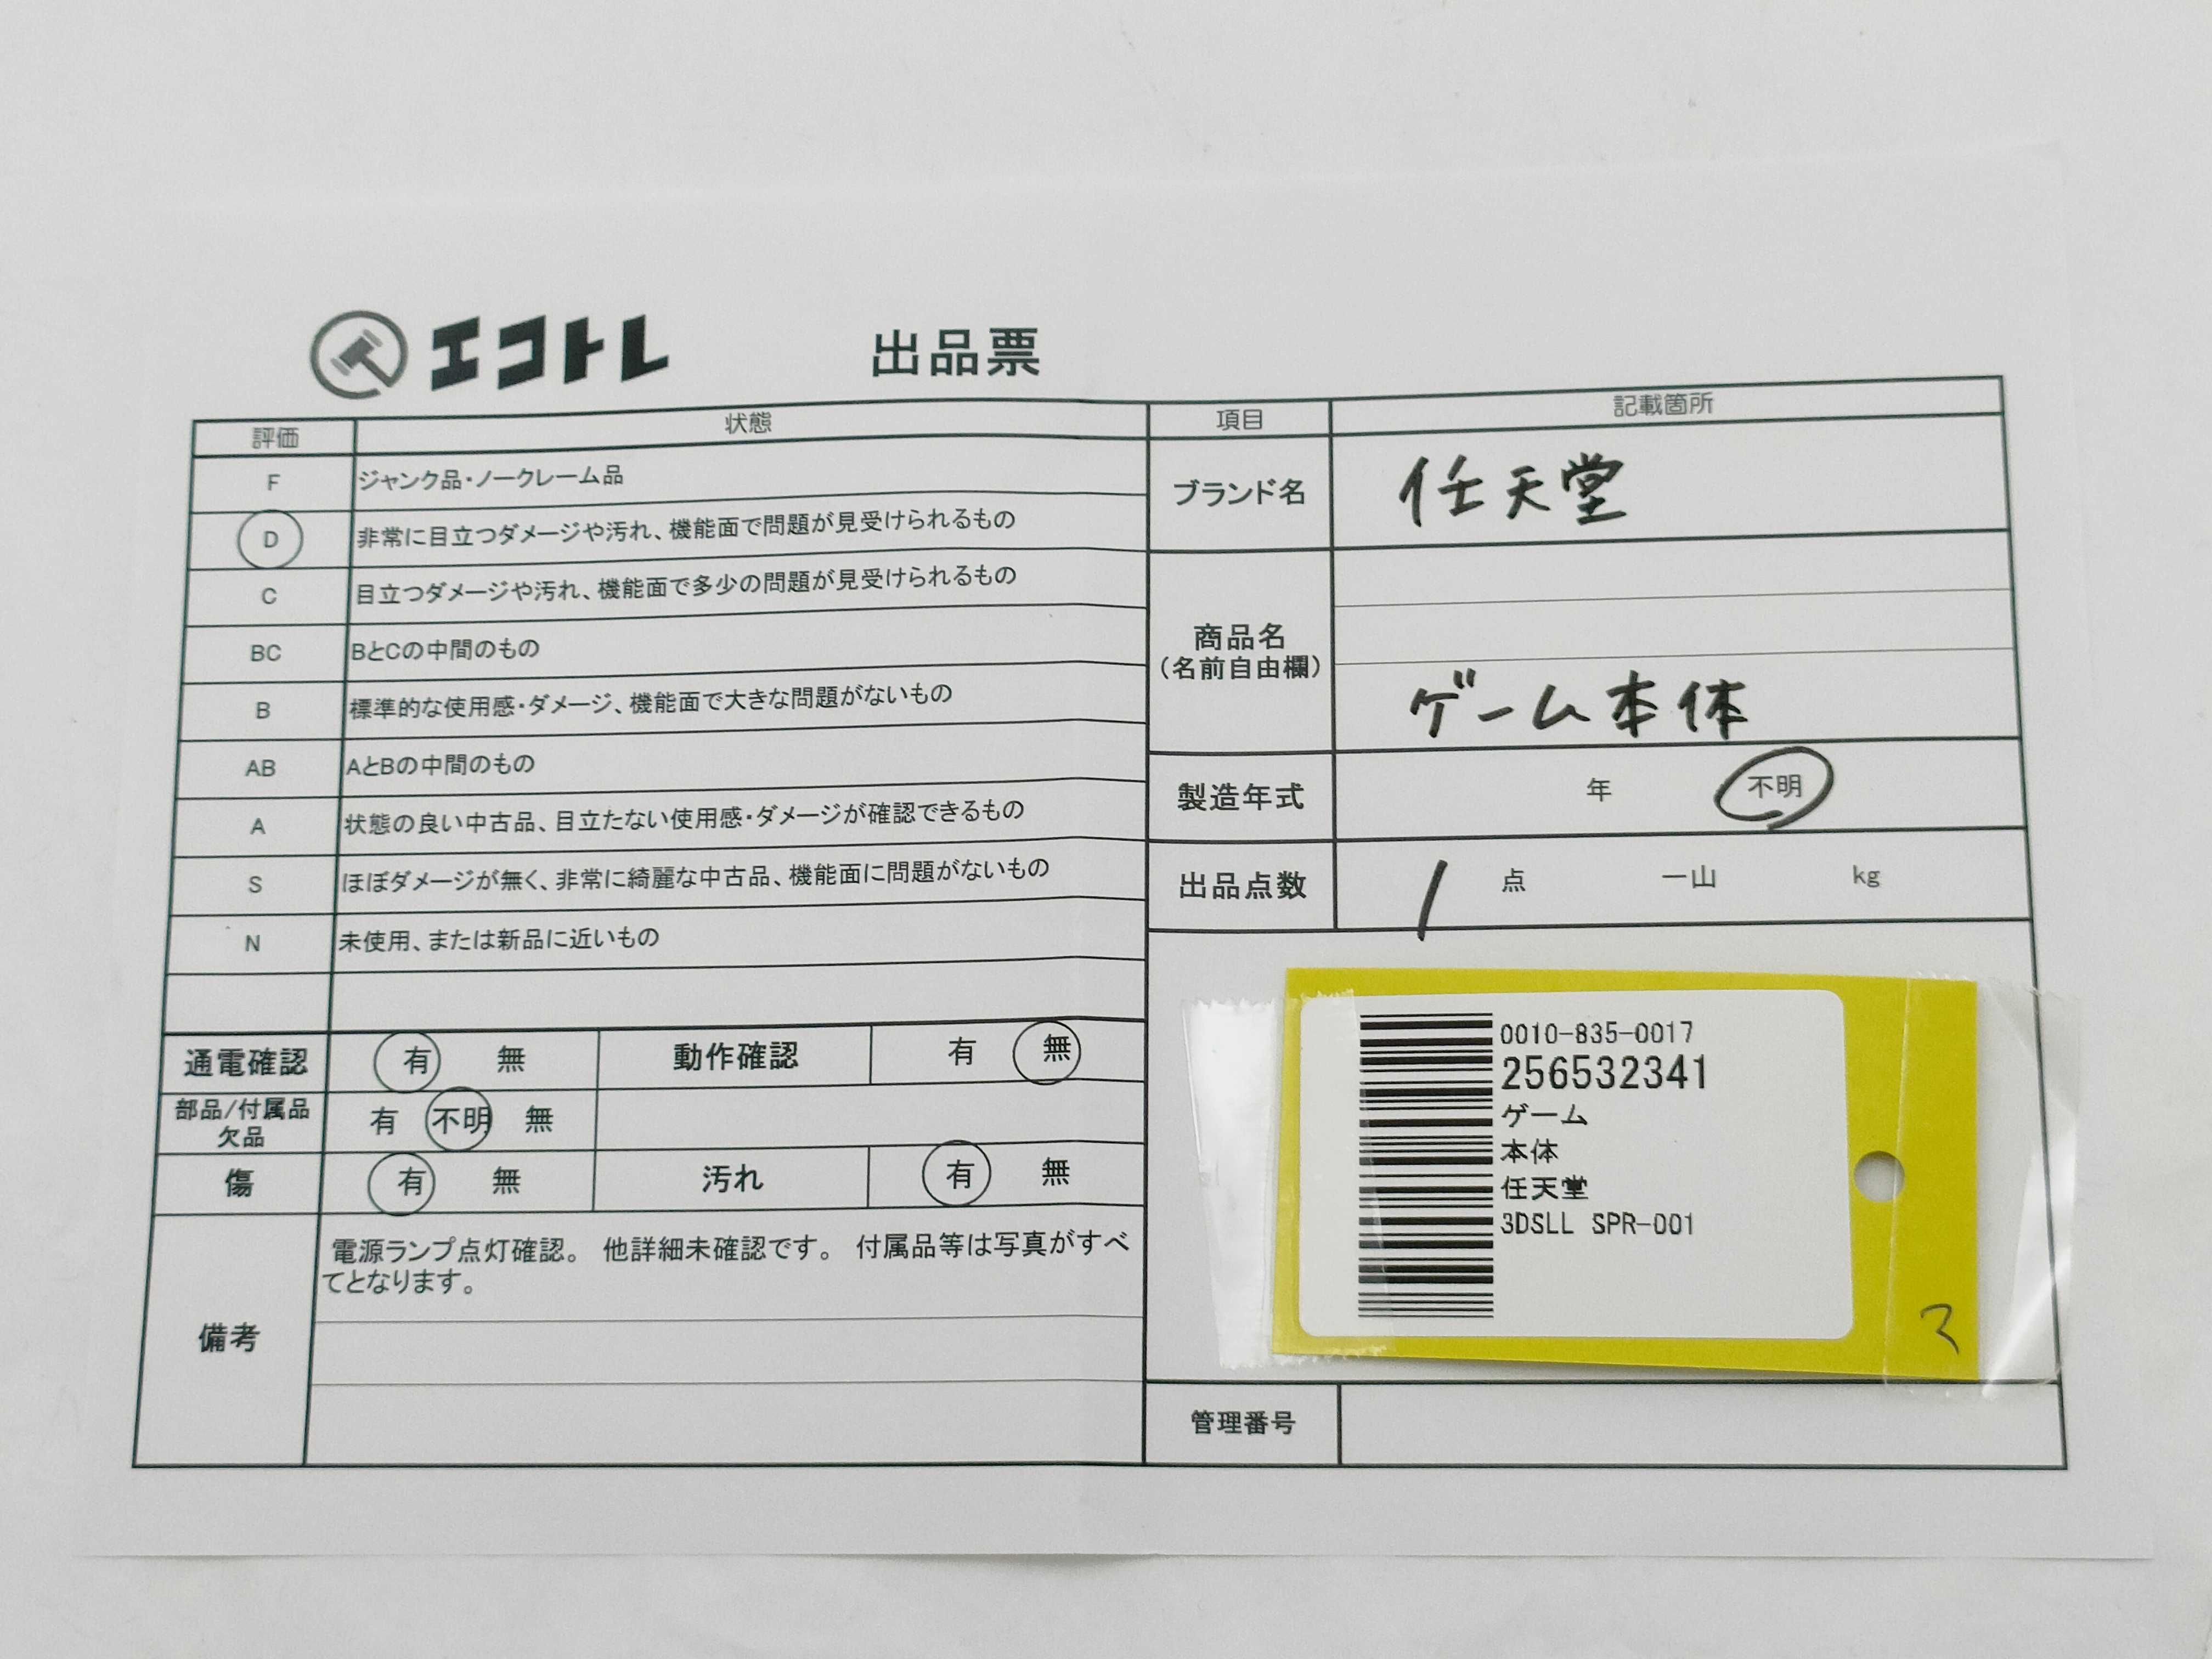 エコトレ
出品票
評価 状態
F ジャンク品・ノークレーム品
D 非常に目立つダメージや汚れ、機能面で問題が見受けられるもの
C 目立つダメージや汚れ、機能面で多少の問題が見受けられるもの
BC BとCの中間のもの
B 標準的な使用感・ダメージ、機能面で大きな問題がないもの
AB AとBの中間のもの
A 状態の良い中古品、目立たない使用感・ダメージが確認できるもの
S ほぼダメージが無く、非常に綺麗な中古品、機能面に問題がないもの
N 未使用、または新品に近いもの
通電確認 有 無 動作確認 有 無
部品/付属品
欠品 有 不明 無
傷 有 無 汚れ 有 無
備考
電源ランプ点灯確認。 他詳細未確認です。 付属品等は写真がすべ
てとなります。
項目 記載箇所
ブランド名 任天堂
商品名
(名前自由欄)
ゲーム本体
製造年式 年 不明
出品点数 1 点 一山 kg
0010-835-0017
256532341
ゲーム
本体
任天堂
3DSLL SPR-001
管理番号